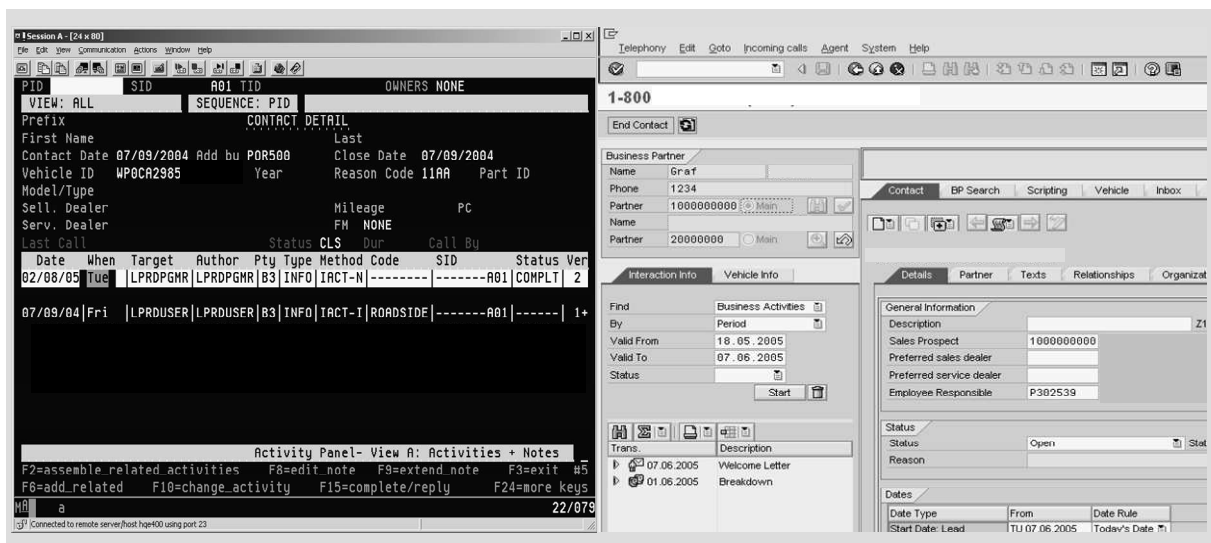 Session A - [24 x 80]
File Edit View Communication Actions Window Help
PID SID A01 TID OWNERS NONE
VIEW: ALL SEQUENCE: PID
Prefix CONTACT DETAIL
First Name Last
Contact Date 07/09/2004 Add bu POR500 Close Date 07/09/2004
Vehicle ID WP0CA2985 Year Reason Code 11AA Part ID
Model/Type
Sell. Dealer Mileage PC
Serv. Dealer FM NONE
Last Call Status CLS Dur Call By
Date When Target Author Pty Type Method Code SID Status Ver
02/08/05 Tue |LPRDPGMR|LPRDPGMR|B3|INFO|IACT-N|--------|-------A01|COMPLT| 2
07/09/04|Fri |LPRDUSER|LPRDUSER|B3|INFO|IACT-I|ROADSIDE|-------A01|------| 1+
Activity Panel- View A: Activities + Notes
F2=assemble_related_activities F8=edit_note F9=extend_note F3=exit #5
F6=add_related F10=change_activity F15=complete/reply F24=more keys
MA a 22/079
Connected to remote server/host hqe400 using port 23
Telephony Edit Goto Incoming calls Agent System Help
1-800
End Contact
Business Partner
Name Graf
Phone 1234
Partner 1000000000 Main
Name
Partner 20000000 Main
Interaction Info Vehicle Info
Find Business Activities
By Period
Valid From 18.05.2005
Valid To 07.06.2005
Status
Start
Trans. Description
07.06.2005 Welcome Letter
01.06.2005 Breakdown
Contact BP Search Scripting Vehicle Inbox
Details Partner Texts Relationships Organizat
General Information
Description Z1
Sales Prospect 1000000000
Preferred sales dealer
Preferred service dealer
Employee Responsible P302539
Status
Status Open Stat
Reason
Dates
Date Type From Date Rule
Start Date: Lead TU 07.06.2005 Today's Date